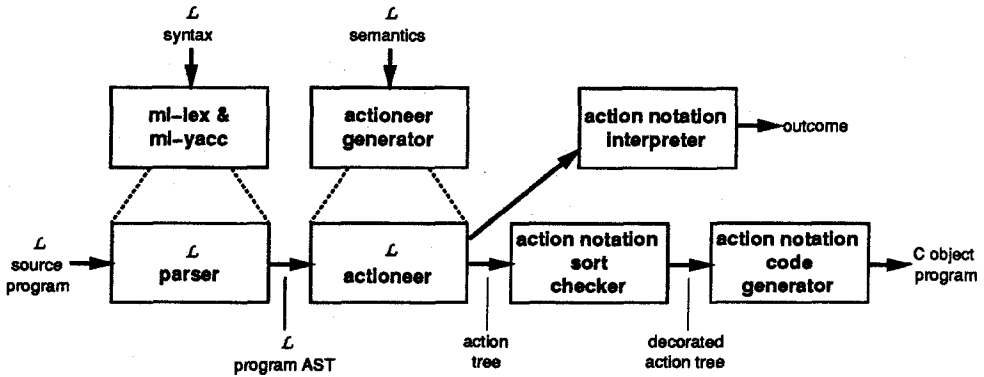 ℒ
syntax
ℒ
semantics
ml-lex &
ml-yacc
actioneer
generator
action notation
interpreter
outcome
ℒ
source
program
ℒ
parser
ℒ
actioneer
action notation
sort
checker
action notation
code
generator
C object
program
ℒ
program AST
action
tree
decorated
action tree